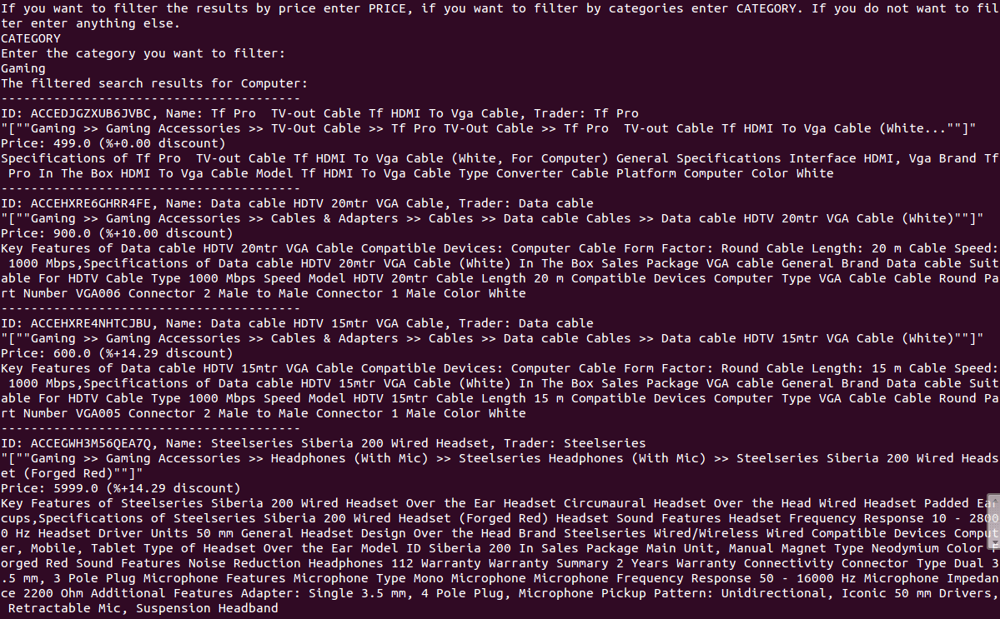 If you want to filter the results by price enter PRICE, if you want to filter by categories enter CATEGORY. If you do not want to fil
ter enter anything else.
CATEGORY
Enter the category you want to filter:
Gaming
The filtered search results for Computer:
----------------------------------------
ID: ACCEDJGZXUB6JVBC, Name: Tf Pro  TV-out Cable Tf HDMI To Vga Cable, Trader: Tf Pro
"[""Gaming >> Gaming Accessories >> TV-Out Cable >> Tf Pro TV-Out Cable >> Tf Pro  TV-out Cable Tf HDMI To Vga Cable (White...""]"
Price: 499.0 (%+0.00 discount)
Specifications of Tf Pro  TV-out Cable Tf HDMI To Vga Cable (White, For Computer) General Specifications Interface HDMI, Vga Brand Tf
 Pro In The Box HDMI To Vga Cable Model Tf HDMI To Vga Cable Type Converter Cable Platform Computer Color White
----------------------------------------
ID: ACCEHXRE6GHRR4FE, Name: Data cable HDTV 20mtr VGA Cable, Trader: Data cable
"[""Gaming >> Gaming Accessories >> Cables & Adapters >> Cables >> Data cable Cables >> Data cable HDTV 20mtr VGA Cable (White)""]"
Price: 900.0 (%+10.00 discount)
Key Features of Data cable HDTV 20mtr VGA Cable Compatible Devices: Computer Cable Form Factor: Round Cable Length: 20 m Cable Speed:
 1000 Mbps,Specifications of Data cable HDTV 20mtr VGA Cable (White) In The Box Sales Package VGA cable General Brand Data cable Suit
able For HDTV Cable Type 1000 Mbps Speed Model HDTV 20mtr Cable Length 20 m Compatible Devices Computer Type VGA Cable Cable Round Pa
rt Number VGA006 Connector 2 Male to Male Connector 1 Male Color White
----------------------------------------
ID: ACCEHXRE4NHTCJBU, Name: Data cable HDTV 15mtr VGA Cable, Trader: Data cable
"[""Gaming >> Gaming Accessories >> Cables & Adapters >> Cables >> Data cable Cables >> Data cable HDTV 15mtr VGA Cable (White)""]"
Price: 600.0 (%+14.29 discount)
Key Features of Data cable HDTV 15mtr VGA Cable Compatible Devices: Computer Cable Form Factor: Round Cable Length: 15 m Cable Speed:
 1000 Mbps,Specifications of Data cable HDTV 15mtr VGA Cable (White) In The Box Sales Package VGA cable General Brand Data cable Suit
able For HDTV Cable Type 1000 Mbps Speed Model HDTV 15mtr Cable Length 15 m Compatible Devices Computer Type VGA Cable Cable Round Pa
rt Number VGA005 Connector 2 Male to Male Connector 1 Male Color White
----------------------------------------
ID: ACCEGWH3M56QEA7Q, Name: Steelseries Siberia 200 Wired Headset, Trader: Steelseries
"[""Gaming >> Gaming Accessories >> Headphones (With Mic) >> Steelseries Headphones (With Mic) >> Steelseries Siberia 200 Wired Heads
et (Forged Red)""]"
Price: 5999.0 (%+14.29 discount)
Key Features of Steelseries Siberia 200 Wired Headset Over the Ear Headset Circumaural Headset Over the Head Wired Headset Padded Ear
cups,Specifications of Steelseries Siberia 200 Wired Headset (Forged Red) Headset Sound Features Headset Frequency Response 10 - 2800
0 Hz Headset Driver Units 50 mm General Headset Design Over the Head Brand Steelseries Wired/Wireless Wired Compatible Devices Comput
er, Mobile, Tablet Type of Headset Over the Ear Model ID Siberia 200 In Sales Package Main Unit, Manual Magnet Type Neodymium Color F
orged Red Sound Features Noise Reduction Headphones 112 Warranty Warranty Summary 2 Years Warranty Connectivity Connector Type Dual 3
.5 mm, 3 Pole Plug Microphone Features Microphone Type Mono Microphone Microphone Frequency Response 50 - 16000 Hz Microphone Impedan
ce 2200 Ohm Additional Features Adapter: Single 3.5 mm, 4 Pole Plug, Microphone Pickup Pattern: Unidirectional, Iconic 50 mm Drivers,
 Retractable Mic, Suspension Headband